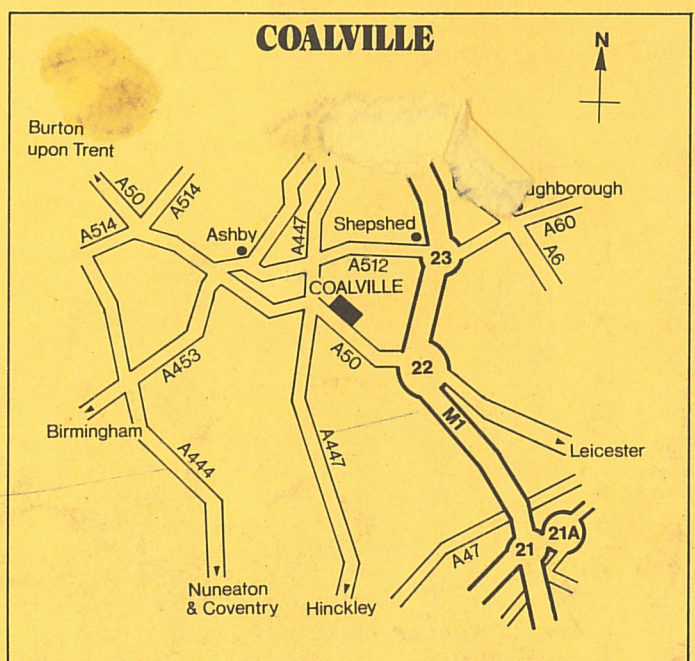 COALVILLE
N
Burton
upon Trent
A50
A514
A514
Ashby
A447
Shepshed
ughborough
A60
A6
23
A512
COALVILLE
A50
22
A453
M1
Birmingham
A444
A447
Leicester
21A
21
A47
Nuneaton
& Coventry
Hinckley